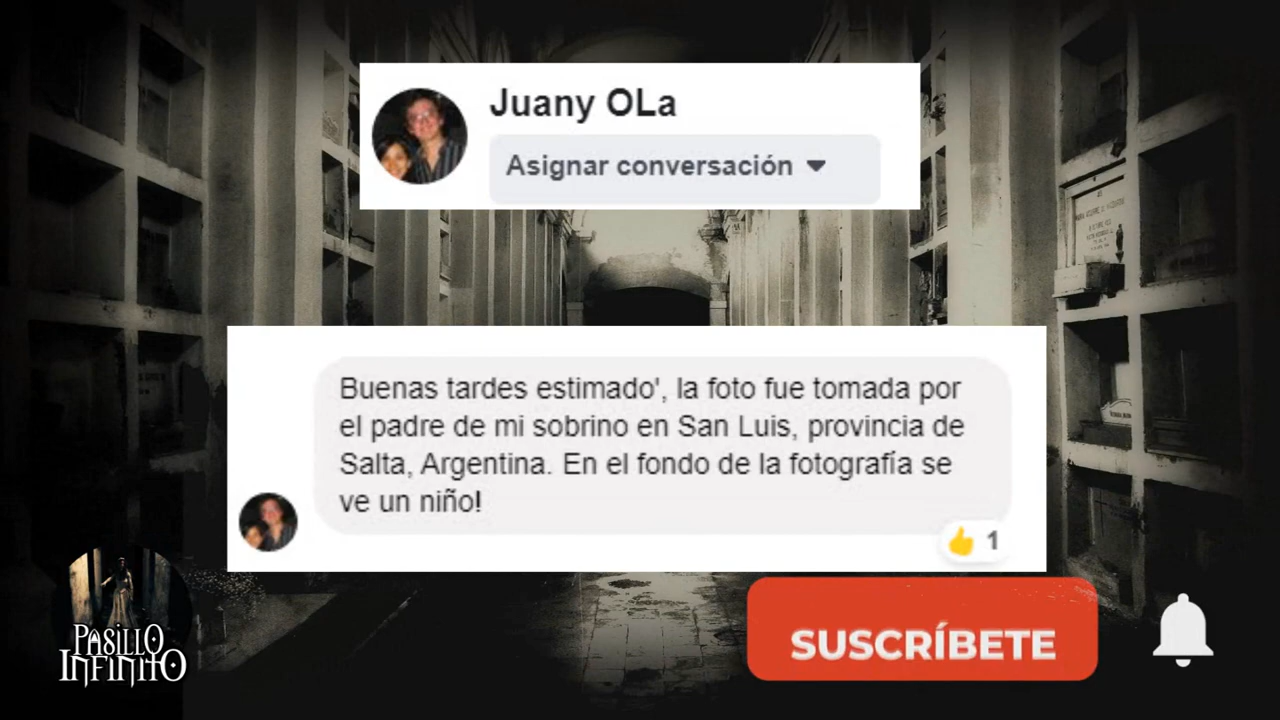 Juany OLa
Asignar conversación
Buenas tardes estimado', la foto fue tomada por
el padre de mi sobrino en San Luis, provincia de
Salta, Argentina. En el fondo de la fotografía se
ve un niño!
1
PASILLO
INFINITO
SUSCRÍBETE